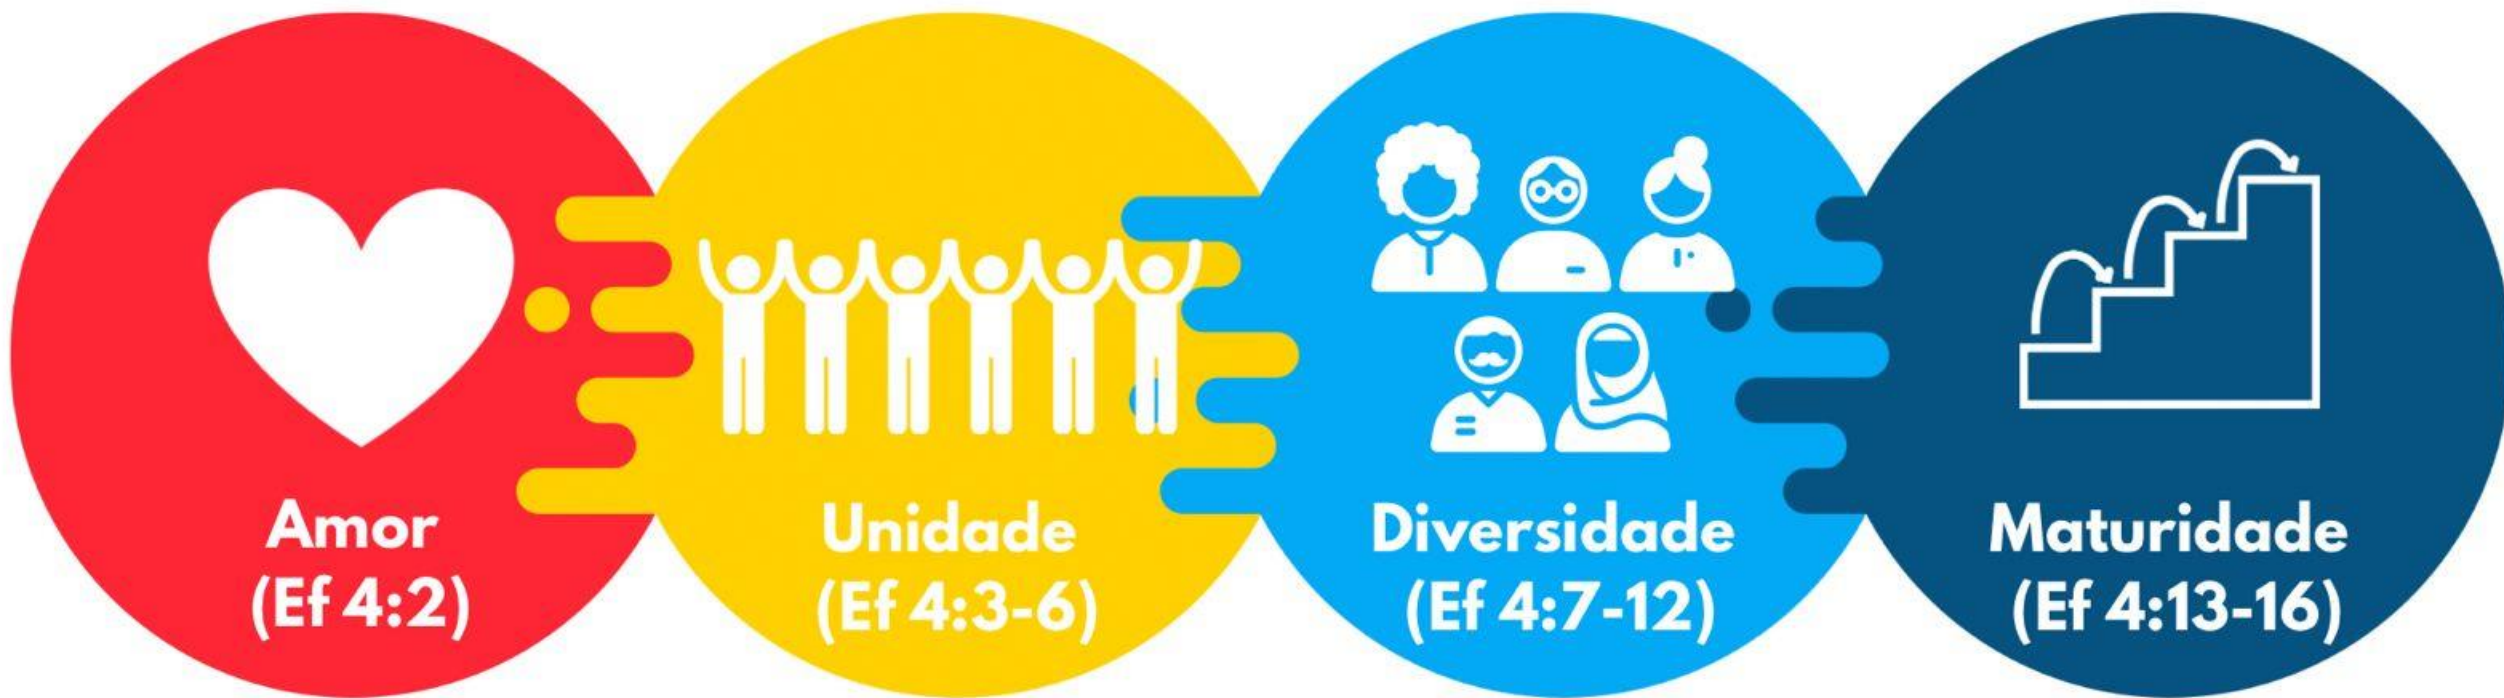 Amor
(Ef 4:2)
Unidade
(Ef 4:3-6)
Diversidade
(Ef 4:7-12)
Maturidade
(Ef 4:13-16)